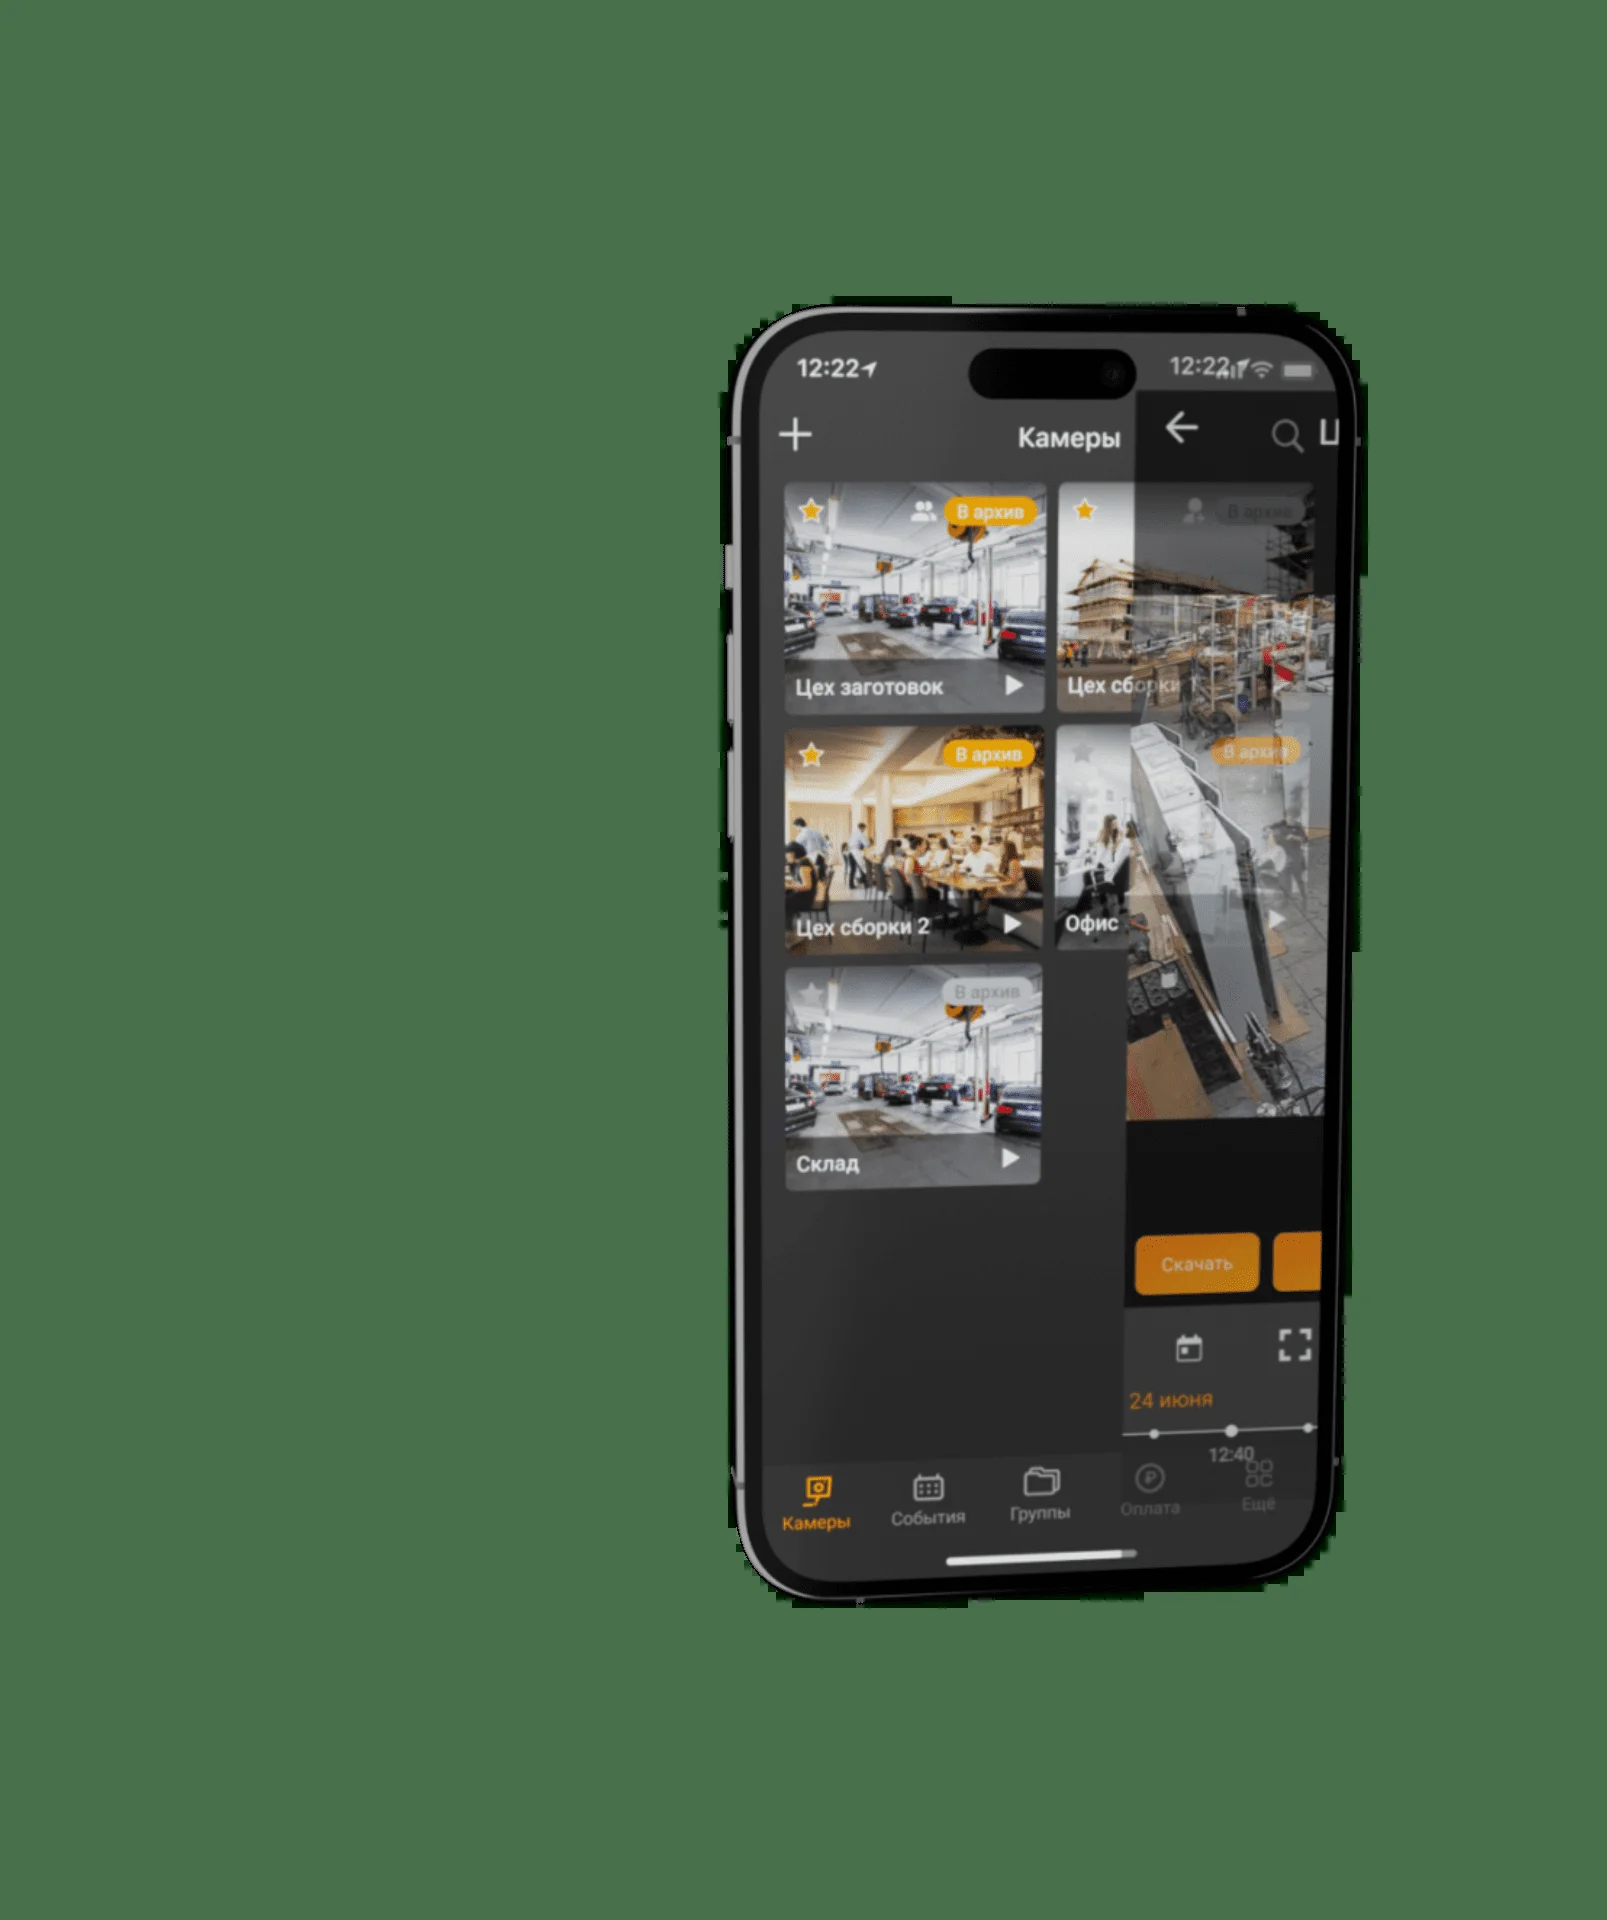 12:22
12:22
Камеры
Ц
В архив
В архив
Цех заготовок
Цех сборки 1
В архив
В архив
Цех сборки 2
Офис
В архив
Склад
Скачать
24 июня
12:40
Камеры
События
Группы
Оплата
Ещё